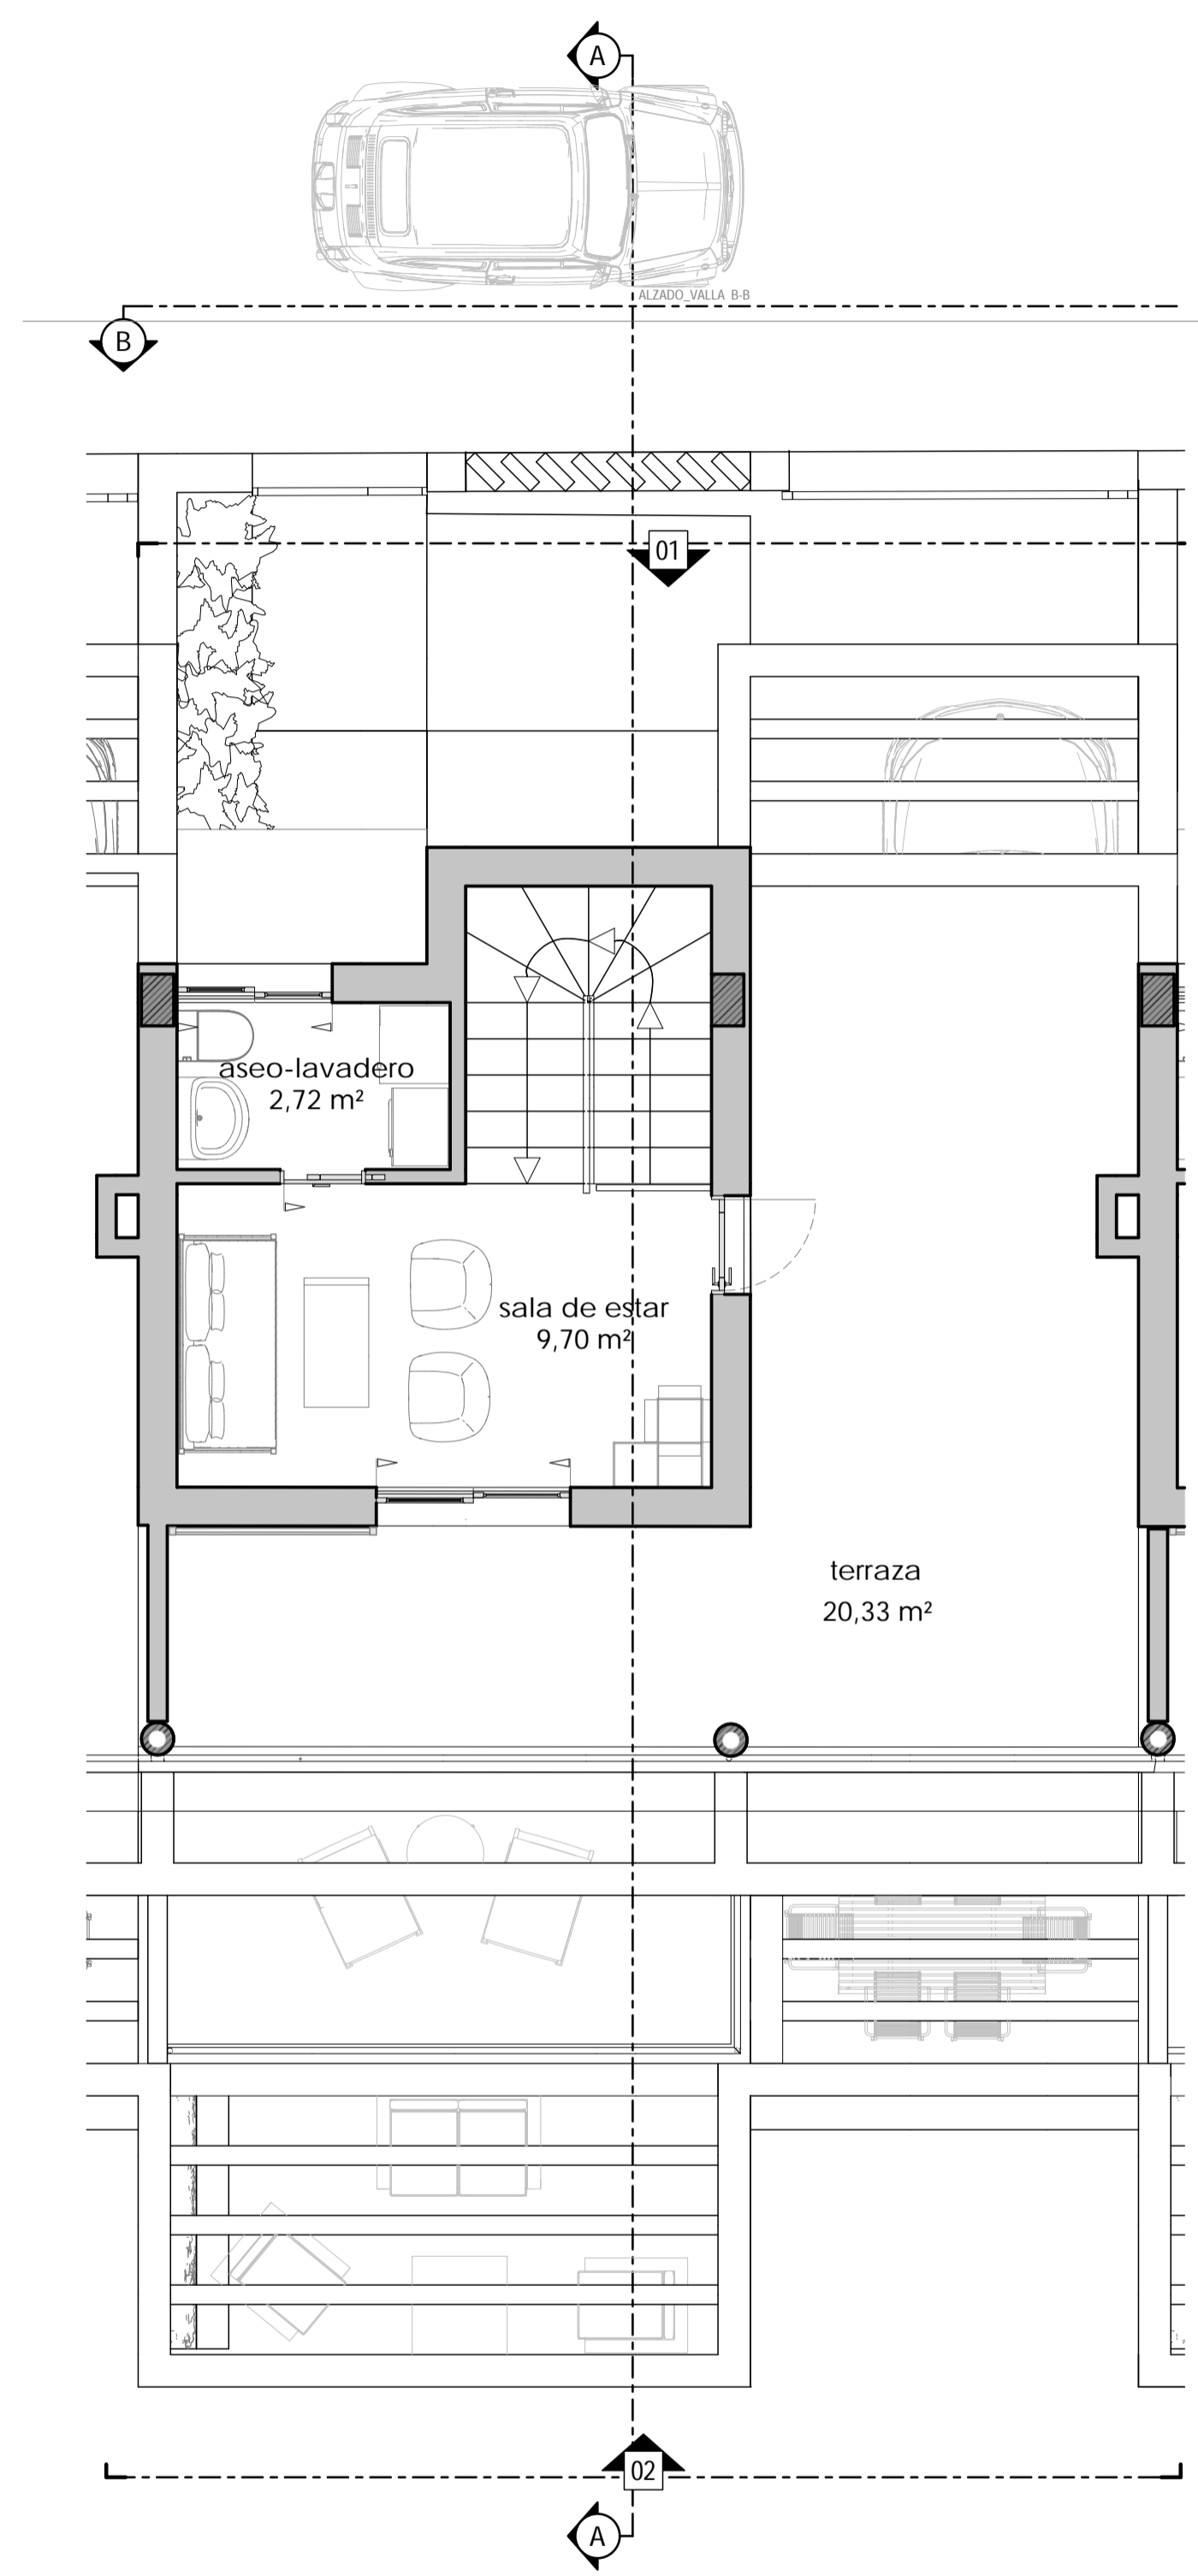 A
ALZADO_VALLA B-B
B
01
aseo-lavadero
2,72 m²
sala de estar
9,70 m²
terraza
20,33 m²
02
A